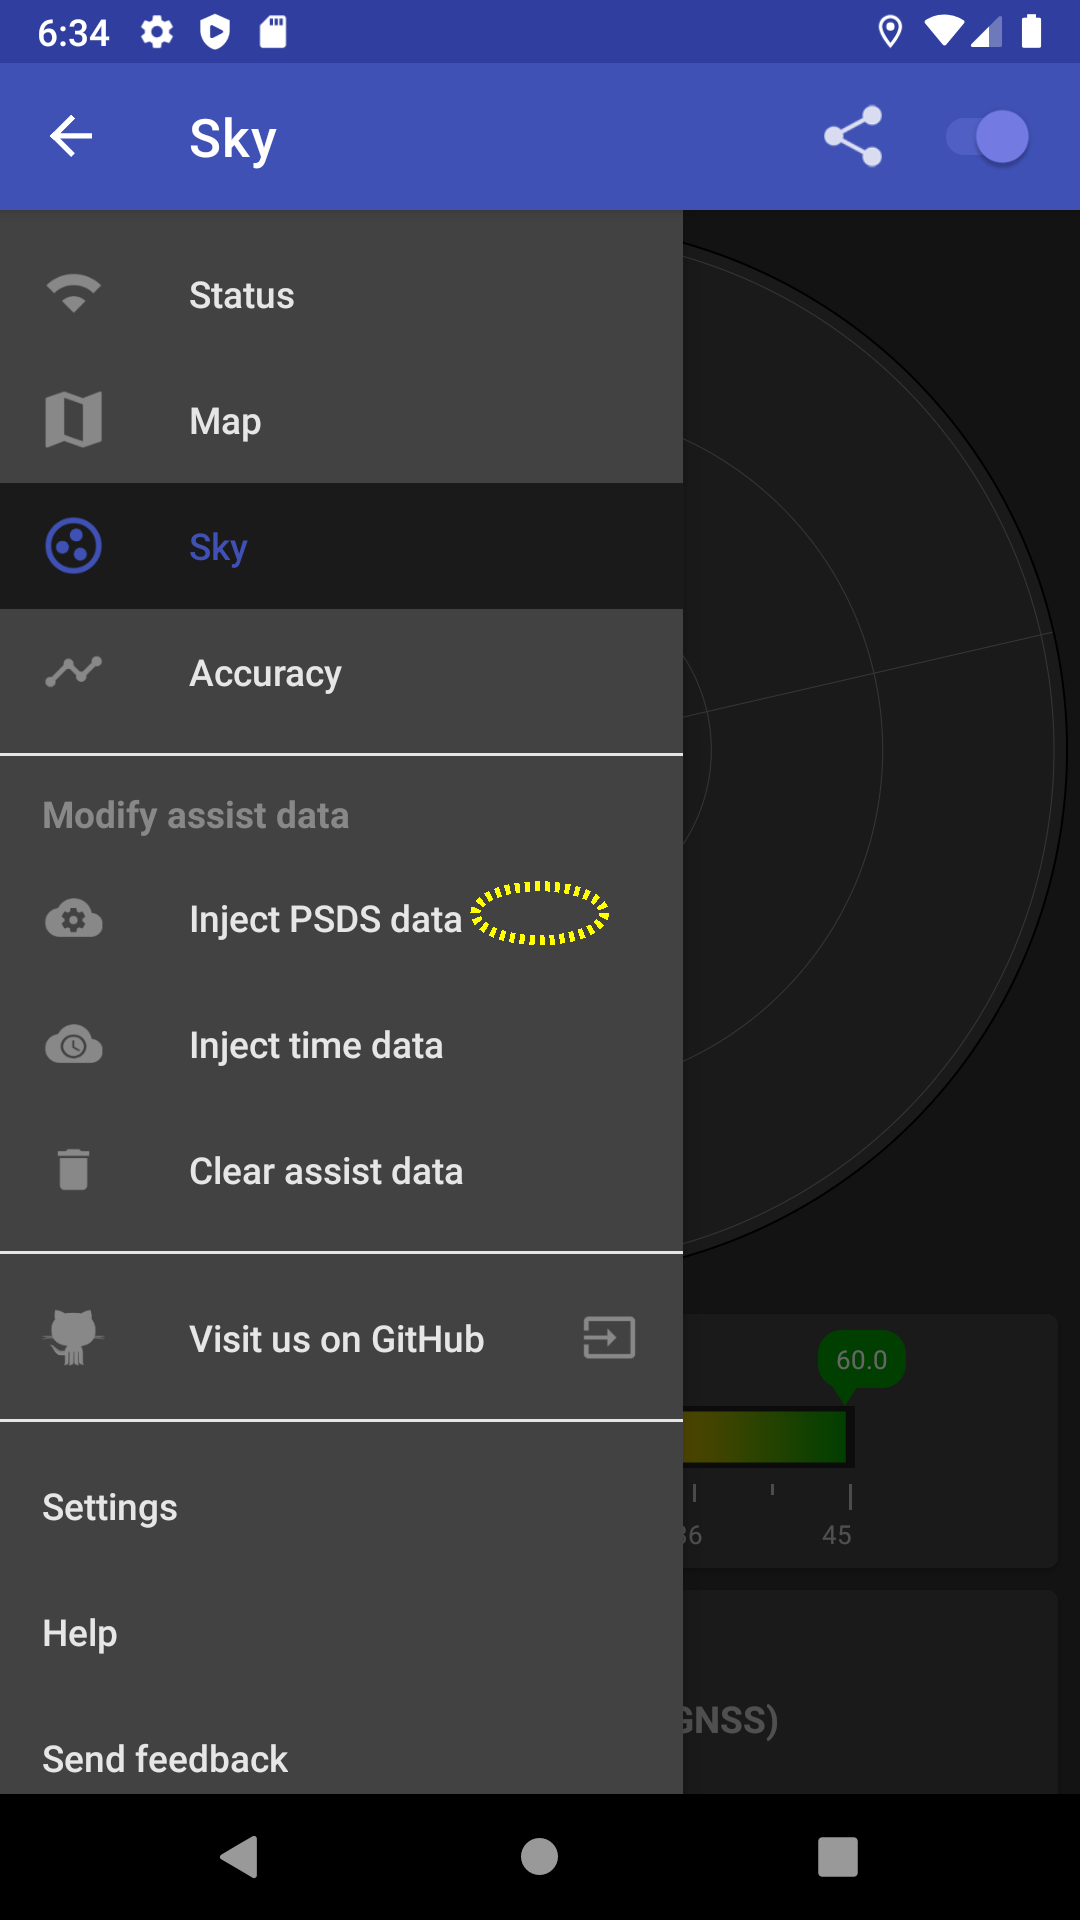 6:34
Sky
Status
Map
Sky
Accuracy
Modify assist data
Inject PSDS data
Inject time data
Clear assist data
Visit us on GitHub
60.0
36 45
Settings
Help
GNSS)
Send feedback